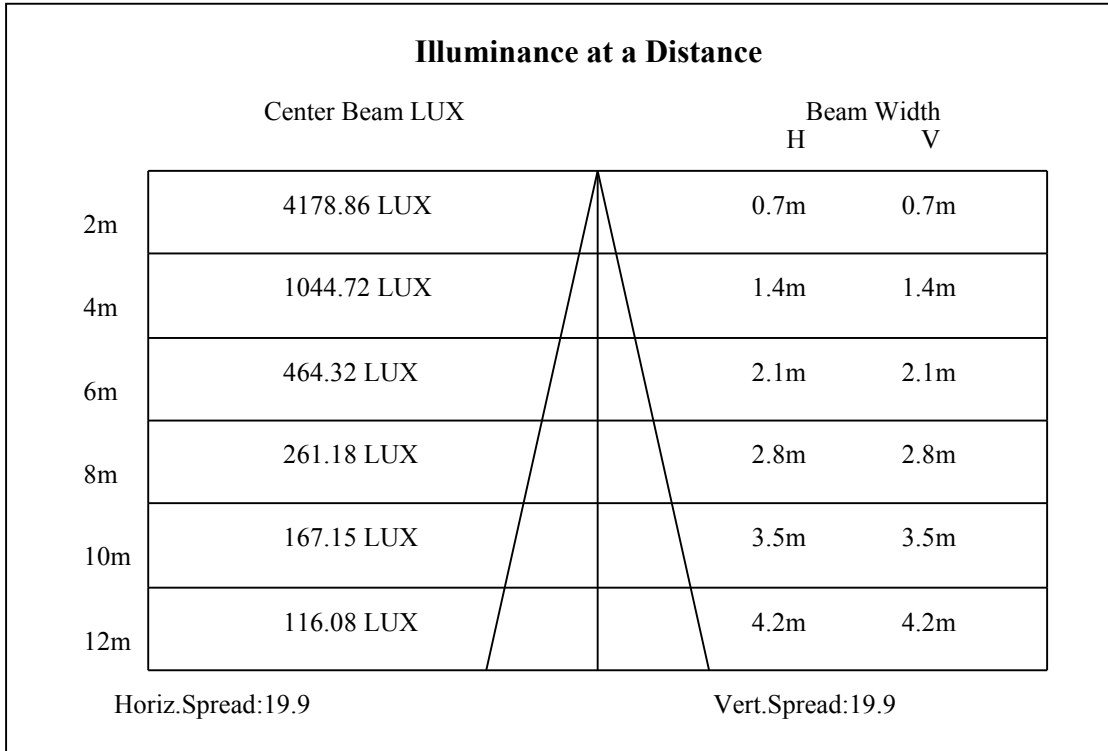 Illuminance at a Distance
Center Beam LUX Beam Width
H V
2m 4178.86 LUX 0.7m 0.7m
4m 1044.72 LUX 1.4m 1.4m
6m 464.32 LUX 2.1m 2.1m
8m 261.18 LUX 2.8m 2.8m
10m 167.15 LUX 3.5m 3.5m
12m 116.08 LUX 4.2m 4.2m
Horiz.Spread:19.9 Vert.Spread:19.9